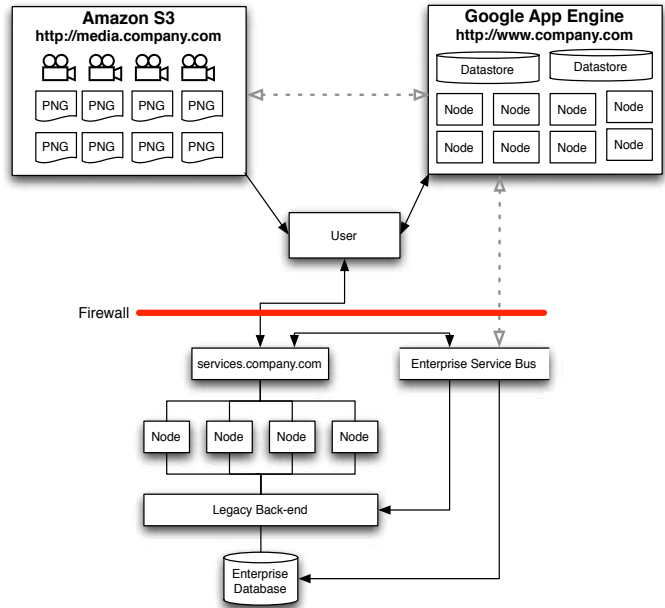 Amazon S3
http://media.company.com
PNG PNG PNG PNG
PNG PNG PNG PNG
Google App Engine
http://www.company.com
Datastore Datastore
Node Node Node Node
Node Node Node Node
User
Firewall
services.company.com
Enterprise Service Bus
Node Node Node Node
Legacy Back-end
Enterprise
Database